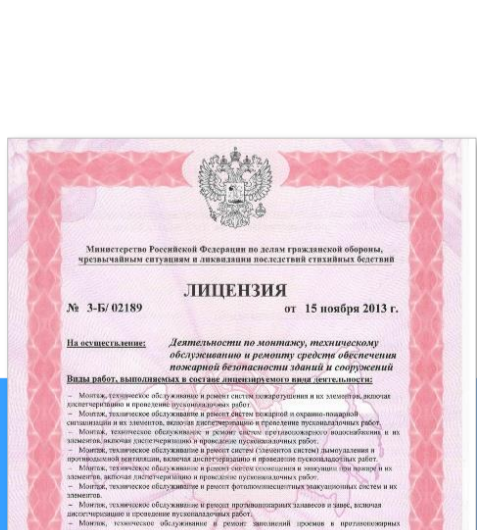 Министерство Российской Федерации по делам гражданской обороны,
чрезвычайным ситуациям и ликвидации последствий стихийных бедствий
ЛИЦЕНЗИЯ
№ 3-Б/ 02189 от 15 ноября 2013 г.
На осуществление: Деятельности по монтажу, техническому
обслуживанию и ремонту средств обеспечения
пожарной безопасности зданий и сооружений
Виды работ, выполняемых в составе лицензируемого вида деятельности:
– Монтаж, техническое обслуживание и ремонт систем пожаротушения и их элементов, включая
диспетчеризацию и проведение пусконаладочных работ.
– Монтаж, техническое обслуживание и ремонт систем пожарной и охранно-пожарной
сигнализации и их элементов, включая диспетчеризацию и проведение пусконаладочных работ.
– Монтаж, техническое обслуживание и ремонт систем противопожарного водоснабжения и их
элементов, включая диспетчеризацию и проведение пусконаладочных работ.
– Монтаж, техническое обслуживание и ремонт систем (элементов систем) дымоудаления и
противодымной вентиляции, включая диспетчеризацию и проведение пусконаладочных работ.
– Монтаж, техническое обслуживание и ремонт систем оповещения и эвакуации при пожаре и их
элементов, включая диспетчеризацию и проведение пусконаладочных работ.
– Монтаж, техническое обслуживание и ремонт фотолюминесцентных эвакуационных систем и их
элементов.
– Монтаж, техническое обслуживание и ремонт противопожарных занавесов и завес, включая
диспетчеризацию и проведение пусконаладочных работ.
– Монтаж, техническое обслуживание и ремонт заполнений проемов в противопожарных